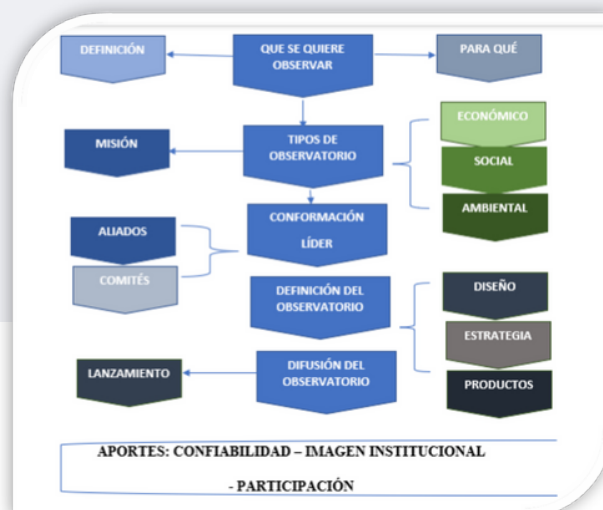 DEFINICIÓN
QUE SE QUIERE
OBSERVAR
PARA QUÉ
MISIÓN
TIPOS DE
OBSERVATORIO
ECONÓMICO
SOCIAL
AMBIENTAL
ALIADOS
COMITÉS
CONFORMACIÓN
LÍDER
DEFINICIÓN DEL
OBSERVATORIO
DISEÑO
ESTRATEGIA
PRODUCTOS
LANZAMIENTO
DIFUSIÓN DEL
OBSERVATORIO
APORTES: CONFIABILIDAD – IMAGEN INSTITUCIONAL
- PARTICIPACIÓN